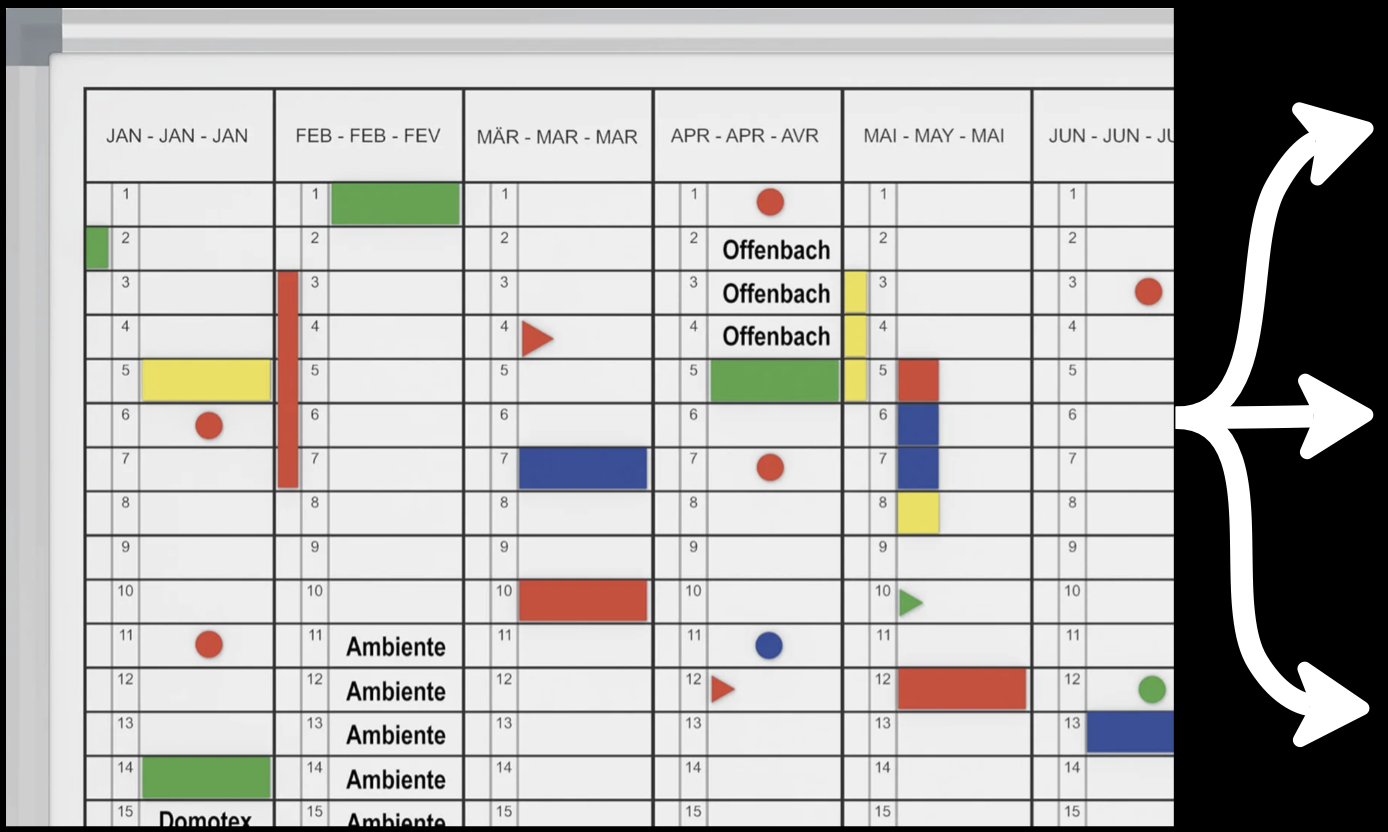 JAN - JAN - JAN FEB - FEB - FEV MÄR - MAR - MAR APR - APR - AVR MAI - MAY - MAI JUN - JUN - JU
1 1 1 1 1 1
2 2 2 2 Offenbach 2 2
3 3 3 3 Offenbach 3 3
4 4 4 4 Offenbach 4 4
5 5 5 5 5 5
6 6 6 6 6 6
7 7 7 7 7 7
8 8 8 8 8 8
9 9 9 9 9 9
10 10 10 10 10 10
11 11 Ambiente 11 11 11 11
12 12 Ambiente 12 12 12 12
13 13 Ambiente 13 13 13 13
14 14 Ambiente 14 14 14 14
15 Domotex 15 Ambiente 15 15 15 15